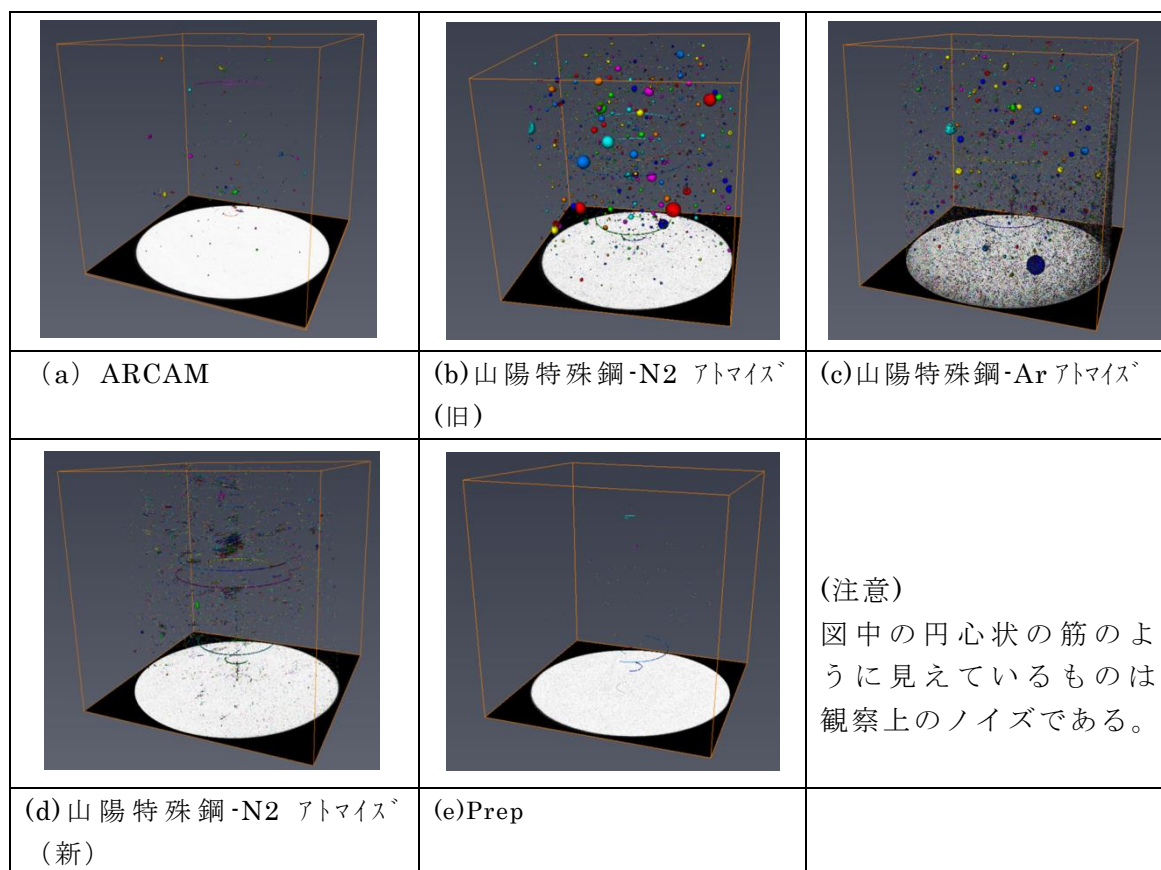 (a) ARCAM
(b)山陽特殊鋼-N2 ｱﾄﾏｲｽﾞ
(旧)
(c)山陽特殊鋼-Ar ｱﾄﾏｲｽﾞ
(d)山陽特殊鋼-N2 ｱﾄﾏｲｽﾞ
（新）
(e)Prep
(注意)
図中の円心状の筋のよ
うに見えているものは
観察上のノイズである。